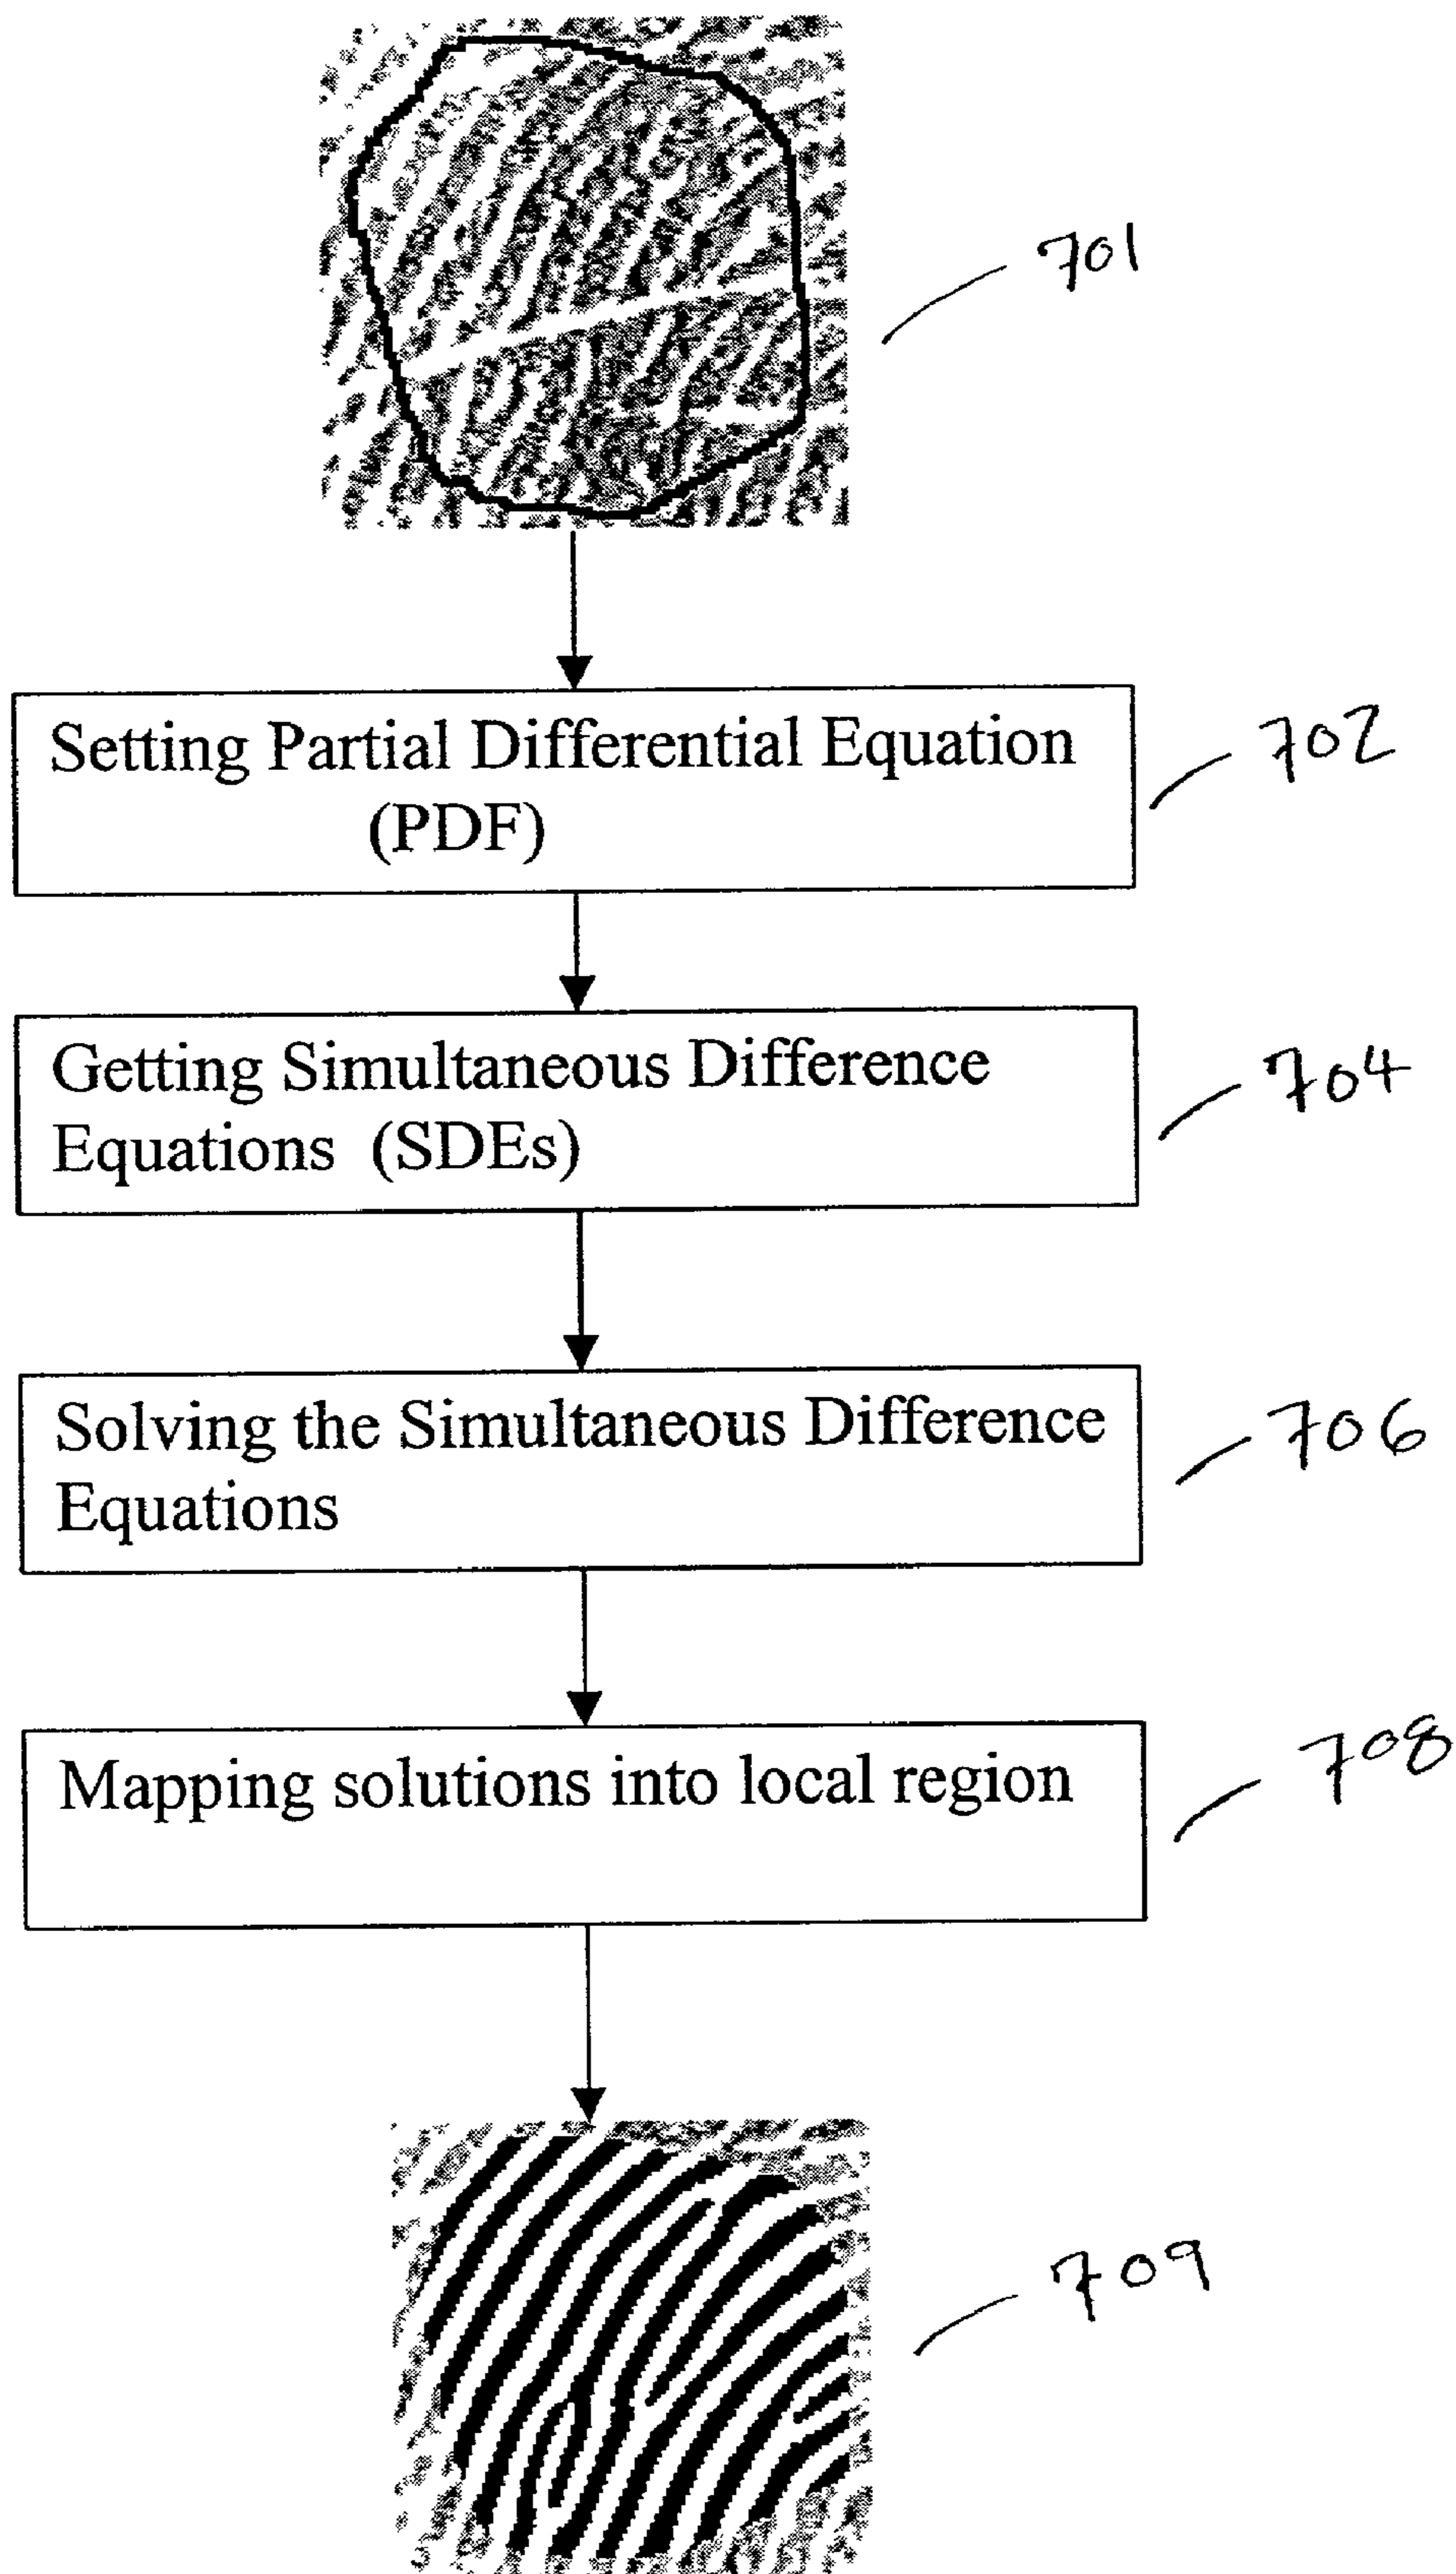 701
Setting Partial Differential Equation
(PDF)
702
Getting Simultaneous Difference
Equations (SDEs)
704
Solving the Simultaneous Difference
Equations
706
Mapping solutions into local region
708
709